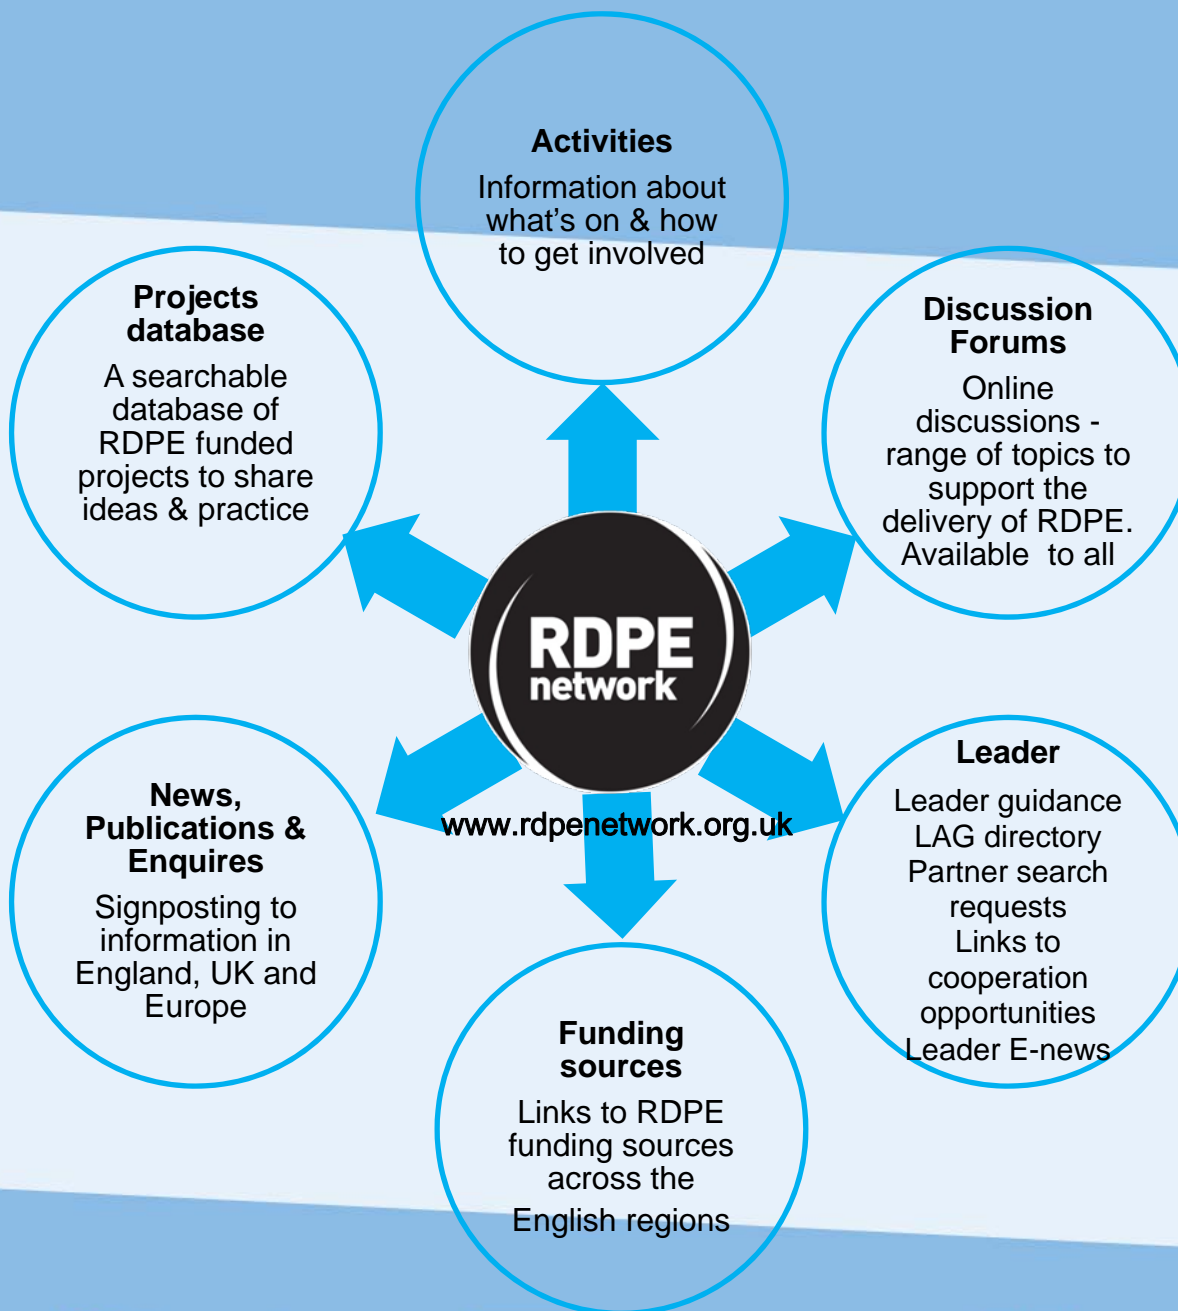 Activities
Information about
what's on & how
to get involved
Projects
database
A searchable
database of
RDPE funded
projects to share
ideas & practice
Discussion
Forums
Online
discussions -
range of topics to
support the
delivery of RDPE.
Available to all
RDPE
network
www.rdpenetwork.org.uk
News,
Publications &
Enquires
Signposting to
information in
England, UK and
Europe
Leader
Leader guidance
LAG directory
Partner search
requests
Links to
cooperation
opportunities
Leader E-news
Funding
sources
Links to RDPE
funding sources
across the
English regions